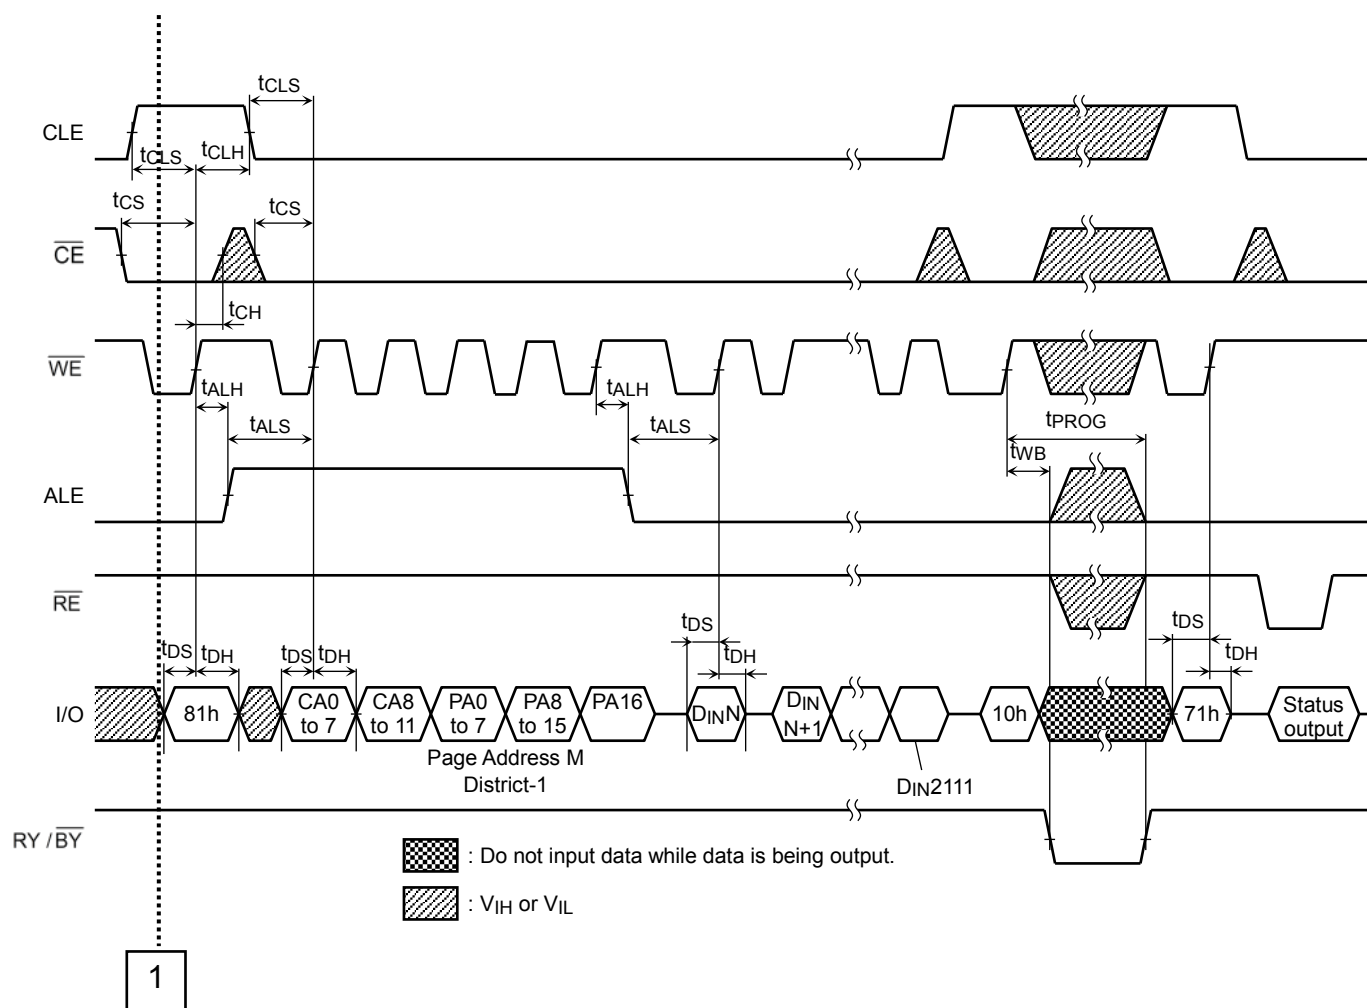 tCLS
CLE
tCLS tCLH
tCS tCS
CE
tCH
WE
tALH tALH
tALS tALS tPROG
tWB
ALE
RE
tDS tDH tDS tDH tDS tDH tDS tDH
I/O 81h CA0 to 7 CA8 to 11 PA0 to 7 PA8 to 15 PA16 DINN DIN N+1 10h 71h Status output
Page Address M
District-1
DIN2111
RY / BY
: Do not input data while data is being output.
: VIH or VIL
1